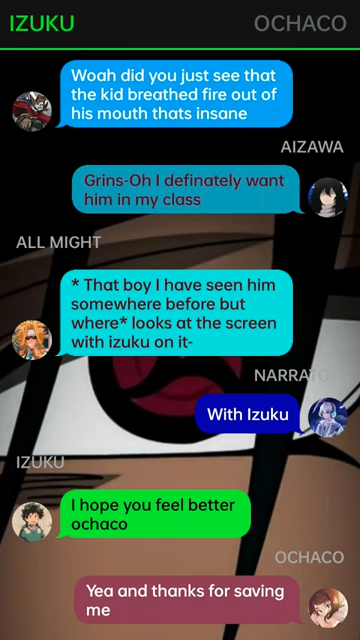 IZUKU OCHACO
Woah did you just see that
the kid breathed fire out of
his mouth thats insane
AIZAWA
Grins-Oh I definately want
him in my class
ALL MIGHT
* That boy I have seen him
somewhere before but
where* looks at the screen
with izuku on it-
NARRATO
With Izuku
IZUKU
I hope you feel better
ochaco
OCHACO
Yea and thanks for saving
me